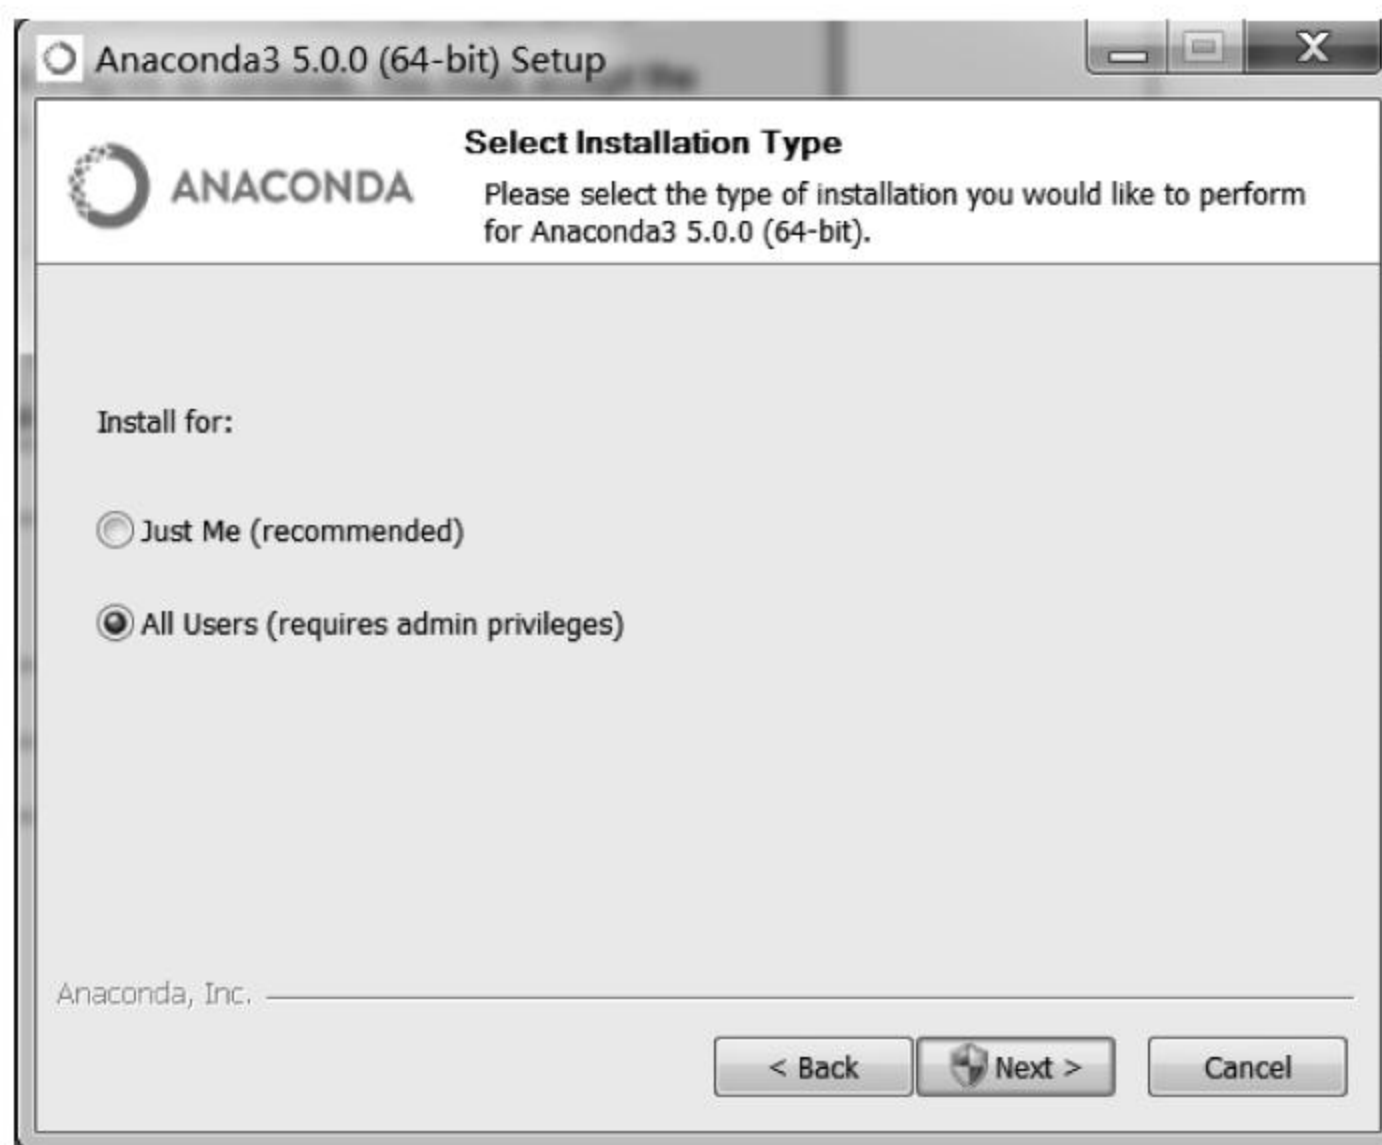 Anaconda3 5.0.0 (64-bit) Setup
the
ANACONDA
Select Installation Type
Please select the type of installation you would like to perform
for Anaconda3 5.0.0 (64-bit).
Install for:
Just Me (recommended)
All Users (requires admin privileges)
Anaconda, Inc.
< Back
Next >
Cancel